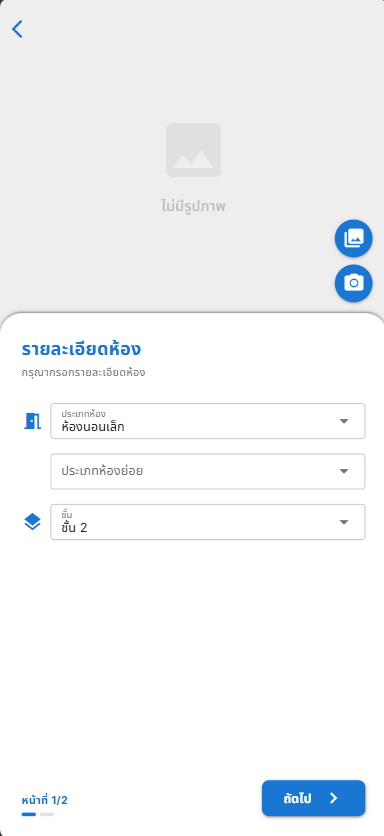 ไม่มีรูปภาพ
รายละเอียดห้อง
กรุณากรอกรายละเอียดห้อง
ประเภทห้อง
ห้องนอนเล็ก
ประเภทห้องย่อย
ชั้น
ชั้น 2
หน้าที่ 1/2
ถัดไป